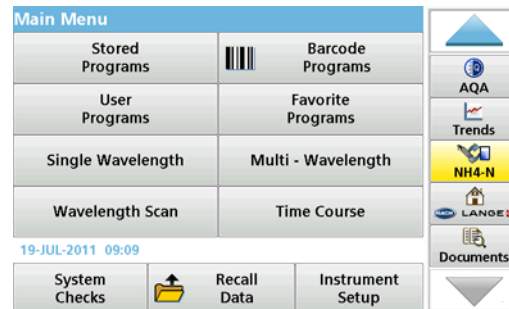 Main Menu
Stored
Programs
Barcode
Programs
User
Programs
Favorite
Programs
Single Wavelength
Multi - Wavelength
Wavelength Scan
Time Course
19-JUL-2011 09:09
System
Checks
Recall
Data
Instrument
Setup
AQA
Trends
NH4-N
HACH LANGE
Documents